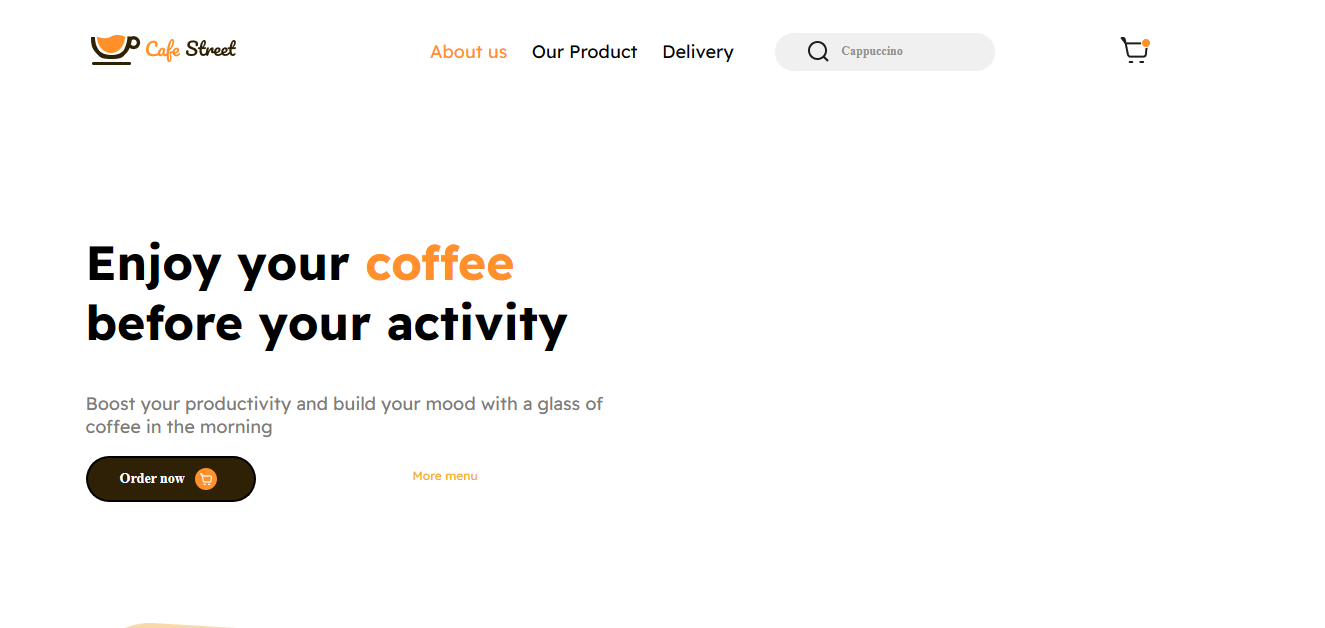 Cafe Street
About us
Our Product
Delivery
Cappuccino
Enjoy your coffee
before your activity
Boost your productivity and build your mood with a glass of
coffee in the morning
Order now
More menu